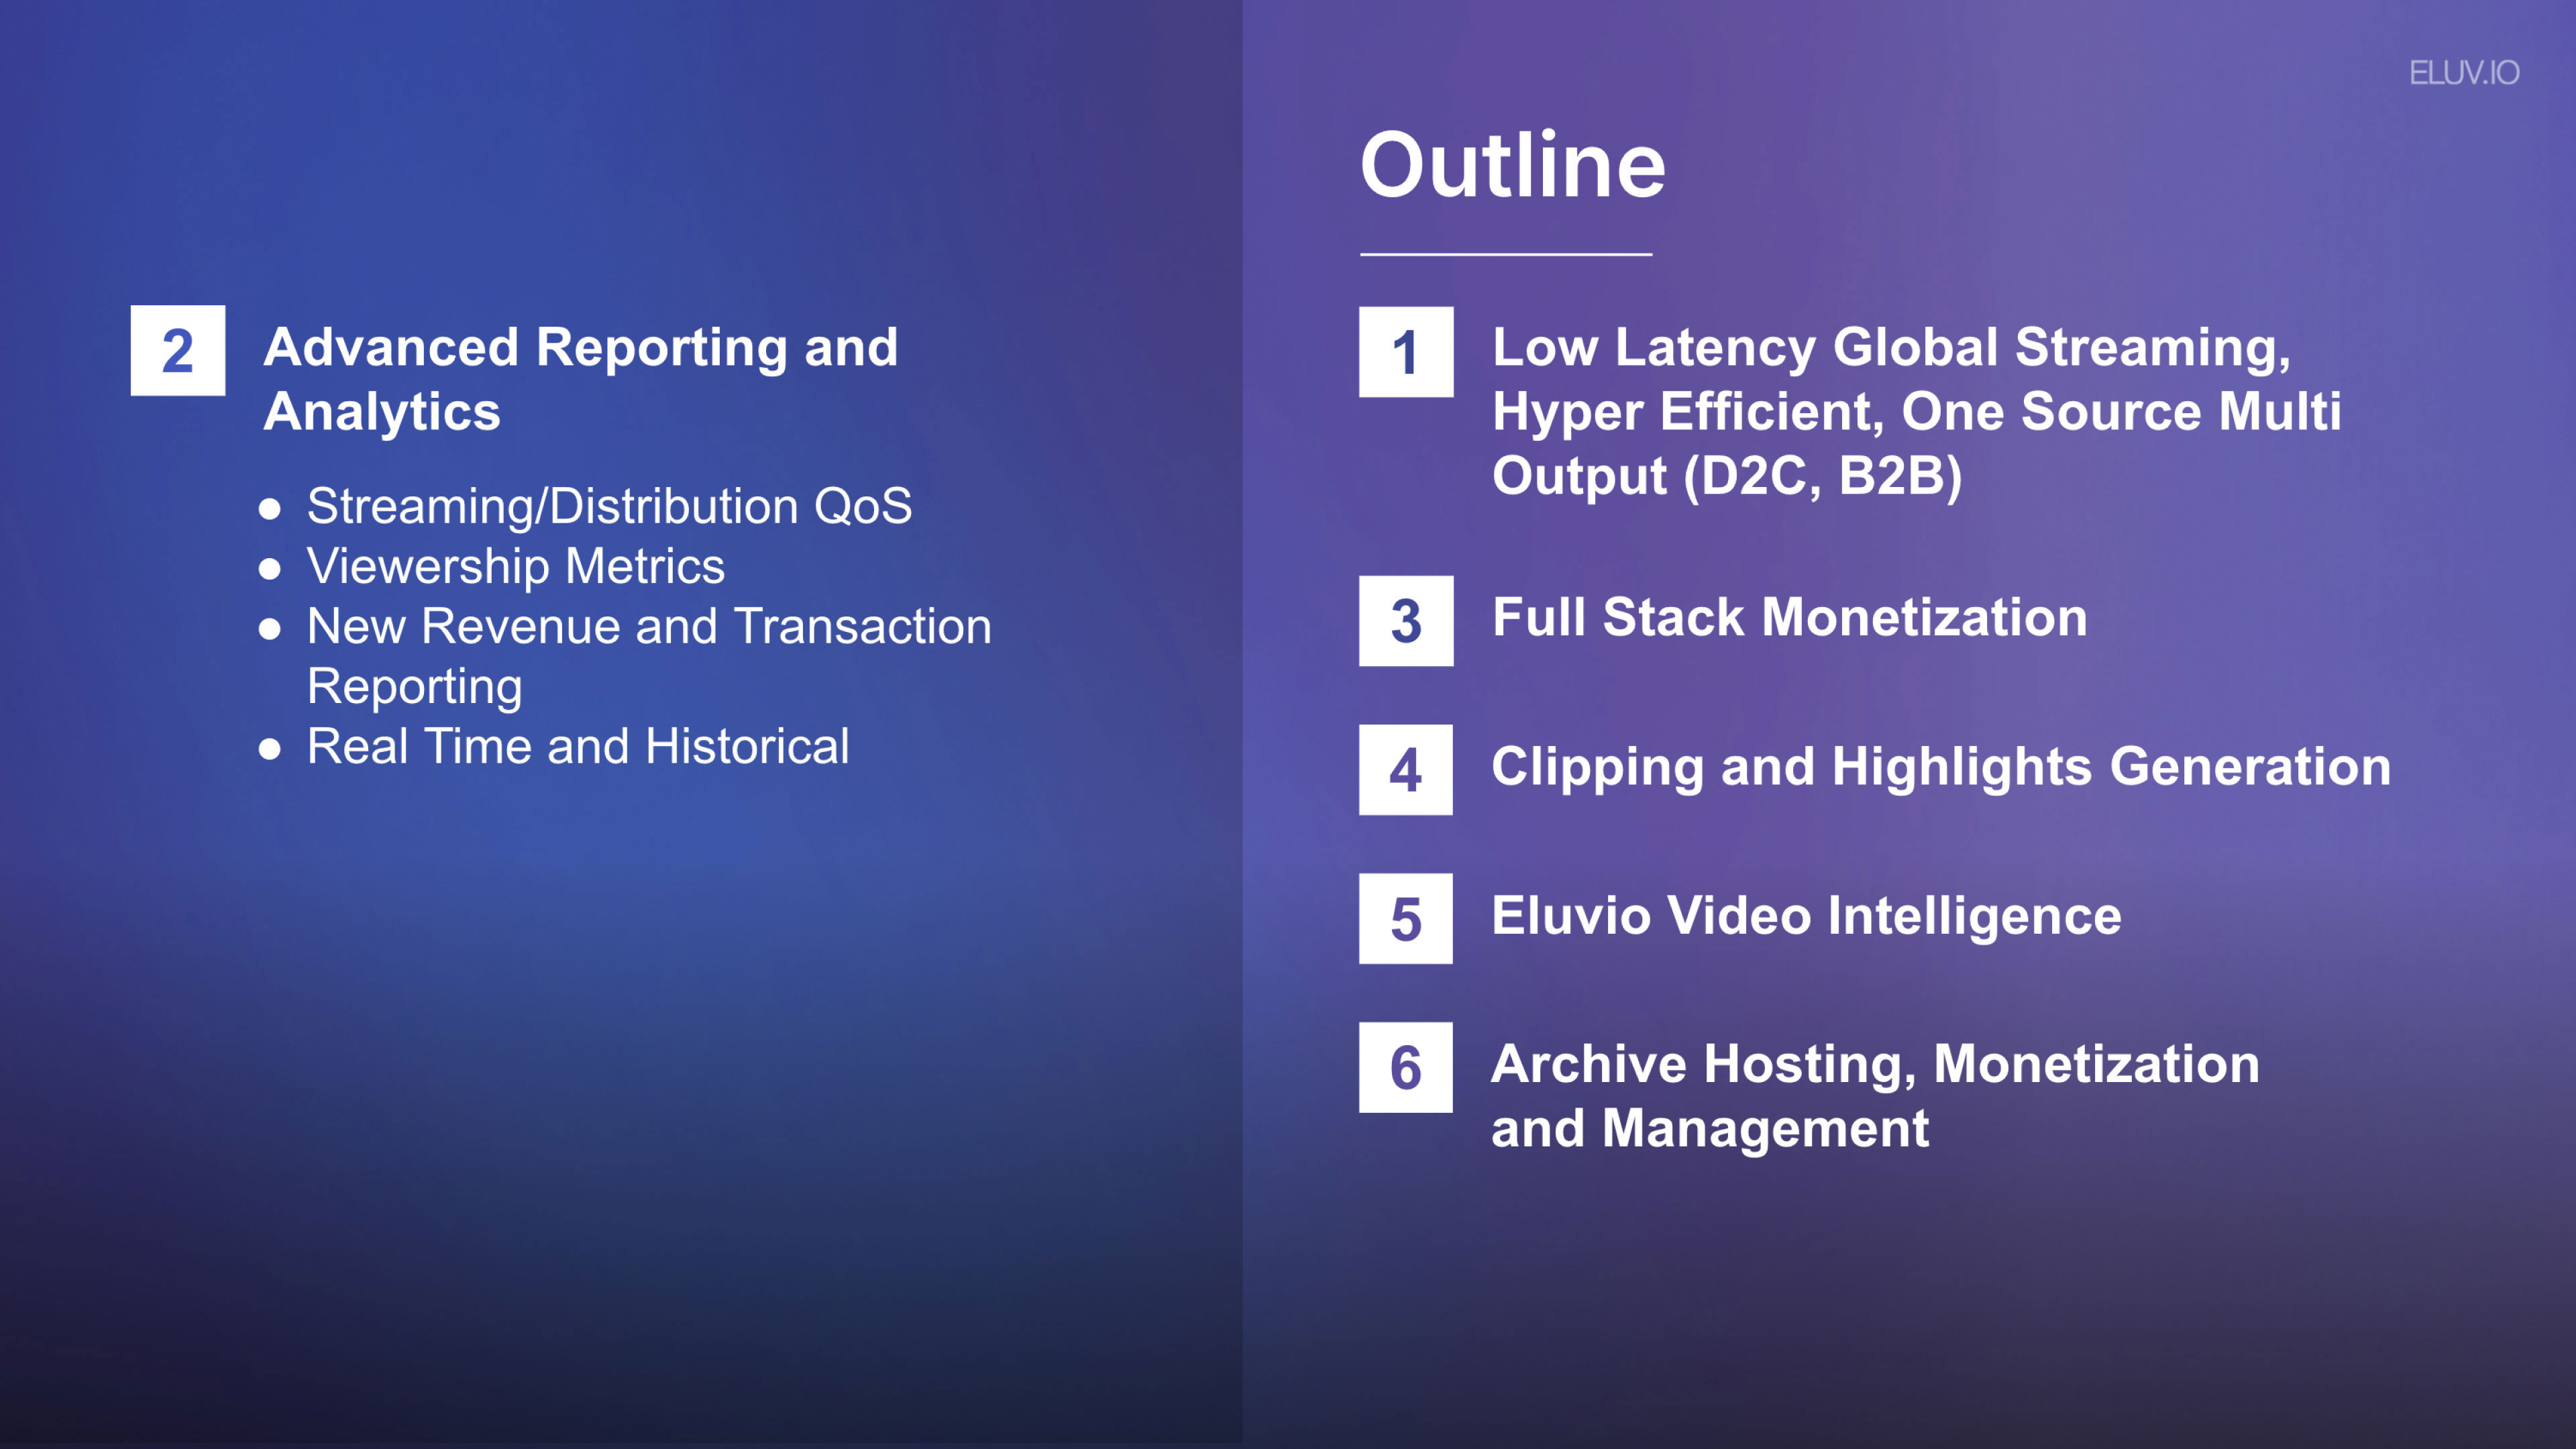 ELUV.IO
2
Advanced Reporting and
Analytics
● Streaming/Distribution QoS
● Viewership Metrics
● New Revenue and Transaction
Reporting
● Real Time and Historical
Outline
1
Low Latency Global Streaming,
Hyper Efficient, One Source Multi
Output (D2C, B2B)
3
Full Stack Monetization
4
Clipping and Highlights Generation
5
Eluvio Video Intelligence
6
Archive Hosting, Monetization
and Management